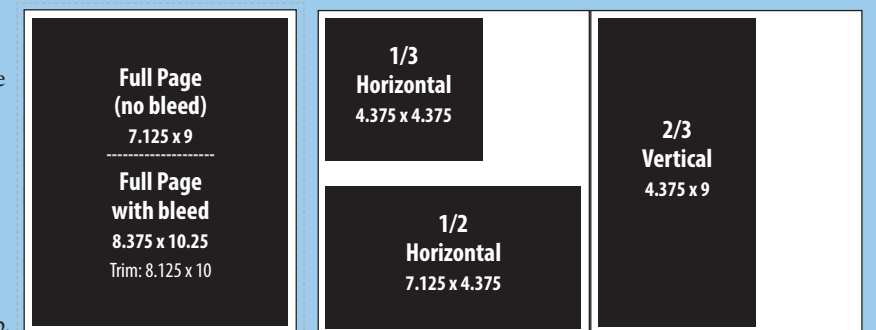 Full Page
(no bleed)
7.125 x 9
Full Page
with bleed
8.375 x 10.25
Trim: 8.125 x 10
1/3
Horizontal
4.375 x 4.375
1/2
Horizontal
7.125 x 4.375
2/3
Vertical
4.375 x 9